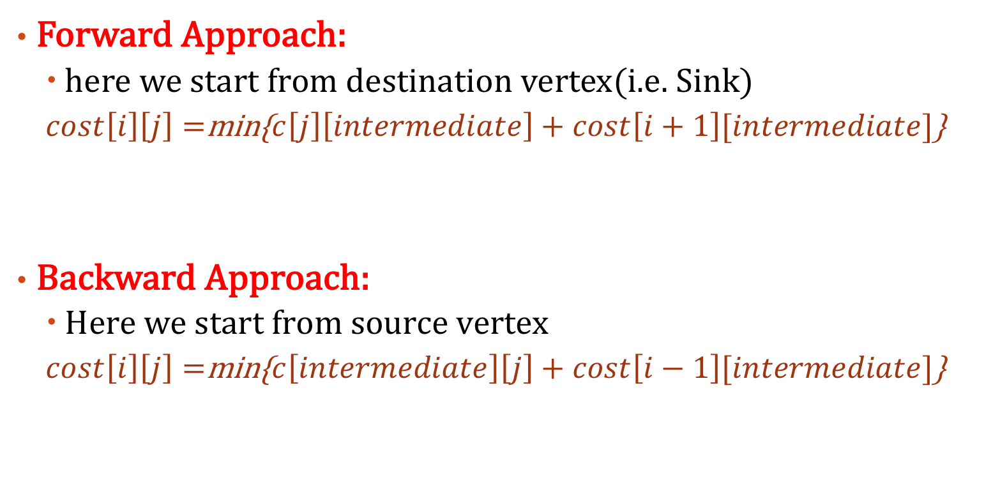 • Forward Approach:
• here we start from destination vertex(i.e. Sink)
cost[i][j] =min{c[j][intermediate] + cost[i + 1][intermediate]}
• Backward Approach:
• Here we start from source vertex
cost[i][j] =min{c[intermediate][j] + cost[i − 1][intermediate]}